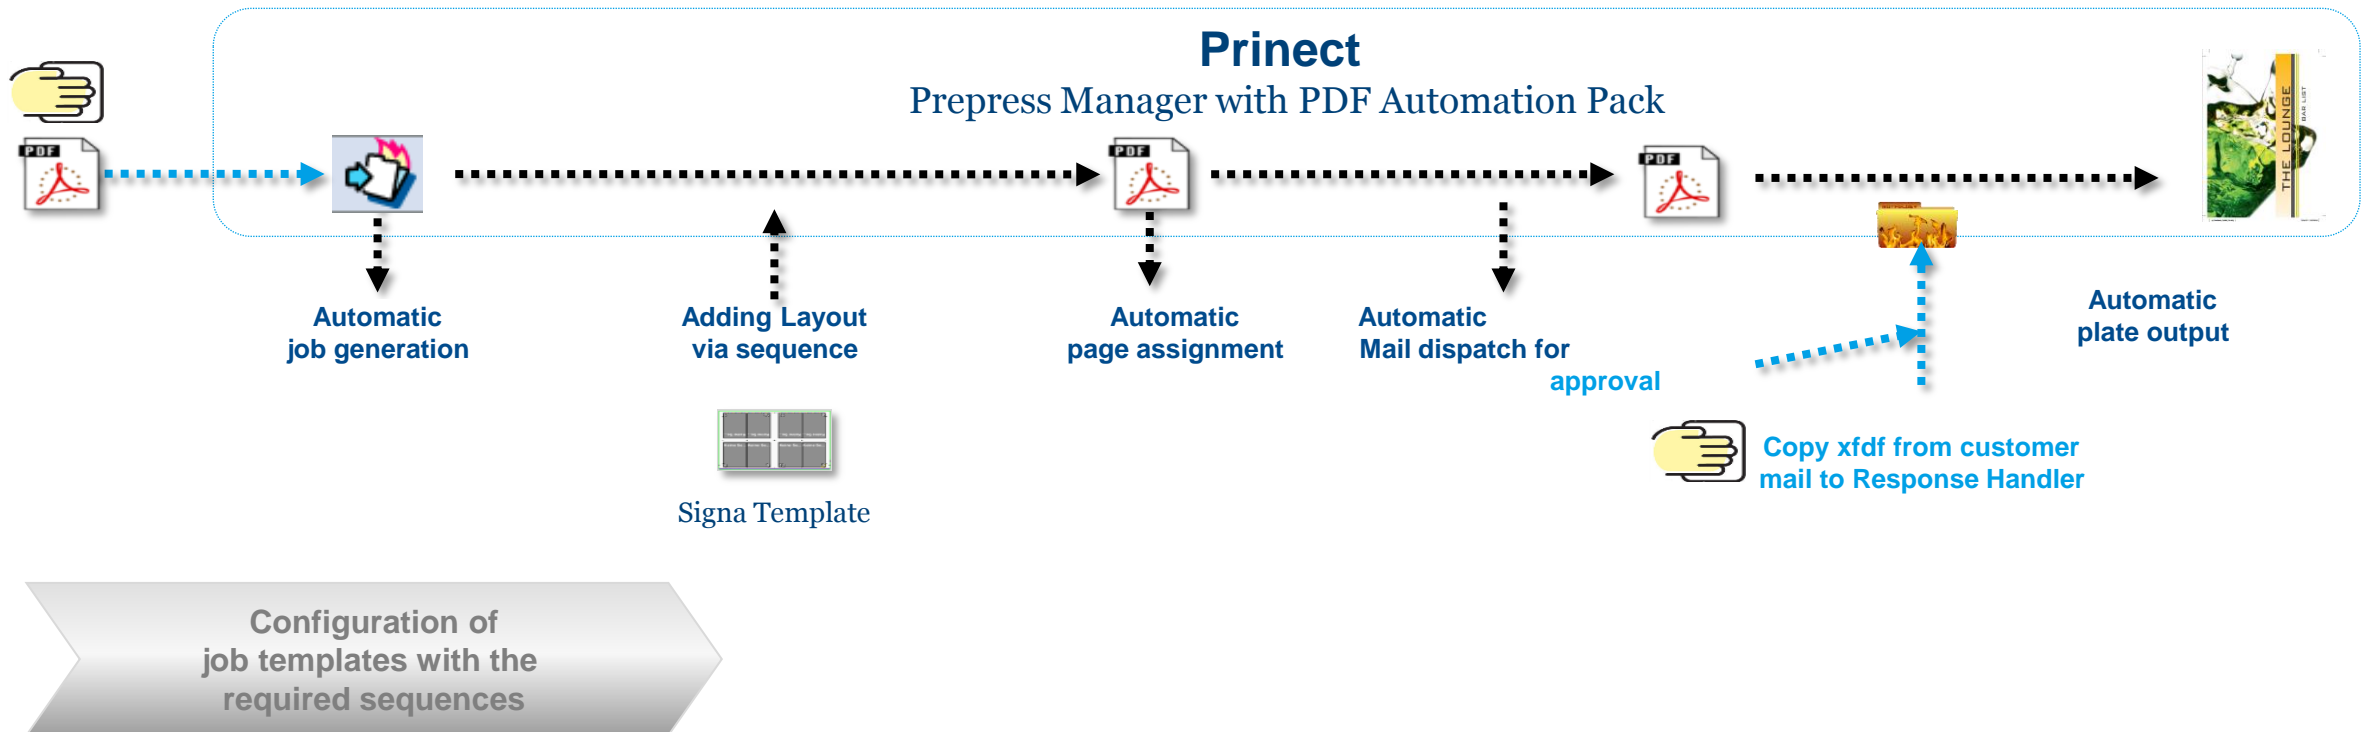 Prinect
Prepress Manager with PDF Automation Pack
PDF
PDF
PDF
THE LOUNGE
BAR LIST
Automatic
job generation
Adding Layout
via sequence
Automatic
page assignment
Automatic
Mail dispatch for
approval
Automatic
plate output
Copy xfdf from customer
mail to Response Handler
Signa Template
Configuration of
job templates with the
required sequences